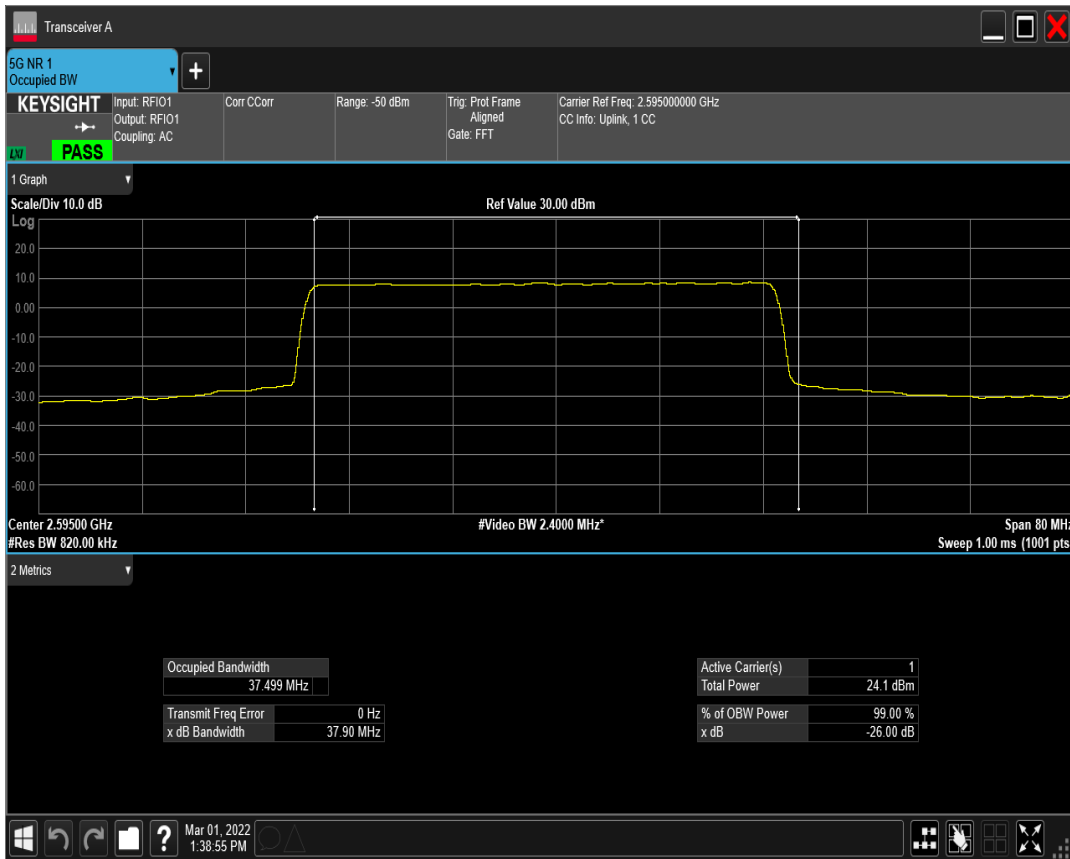 Transceiver A
5G NR 1
Occupied BW
KEYSIGHT
LXI
PASS
Input: RFIO1
Output: RFIO1
Coupling: AC
Corr CCorr
Range: -50 dBm
Trig: Prot Frame
Aligned
Gate: FFT
Carrier Ref Freq: 2.595000000 GHz
CC Info: Uplink, 1 CC
1 Graph
Scale/Div 10.0 dB
Ref Value 30.00 dBm
Log
20.0
10.0
0.00
-10.0
-20.0
-30.0
-40.0
-50.0
-60.0
Center 2.59500 GHz
#Video BW 2.4000 MHz*
Span 80 MHz
#Res BW 820.00 kHz
Sweep 1.00 ms (1001 pts
2 Metrics
Occupied Bandwidth
37.499 MHz
Transmit Freq Error 0 Hz
x dB Bandwidth 37.90 MHz
Active Carrier(s) 1
Total Power 24.1 dBm
% of OBW Power 99.00 %
x dB -26.00 dB
?
Mar 01, 2022
1:38:55 PM